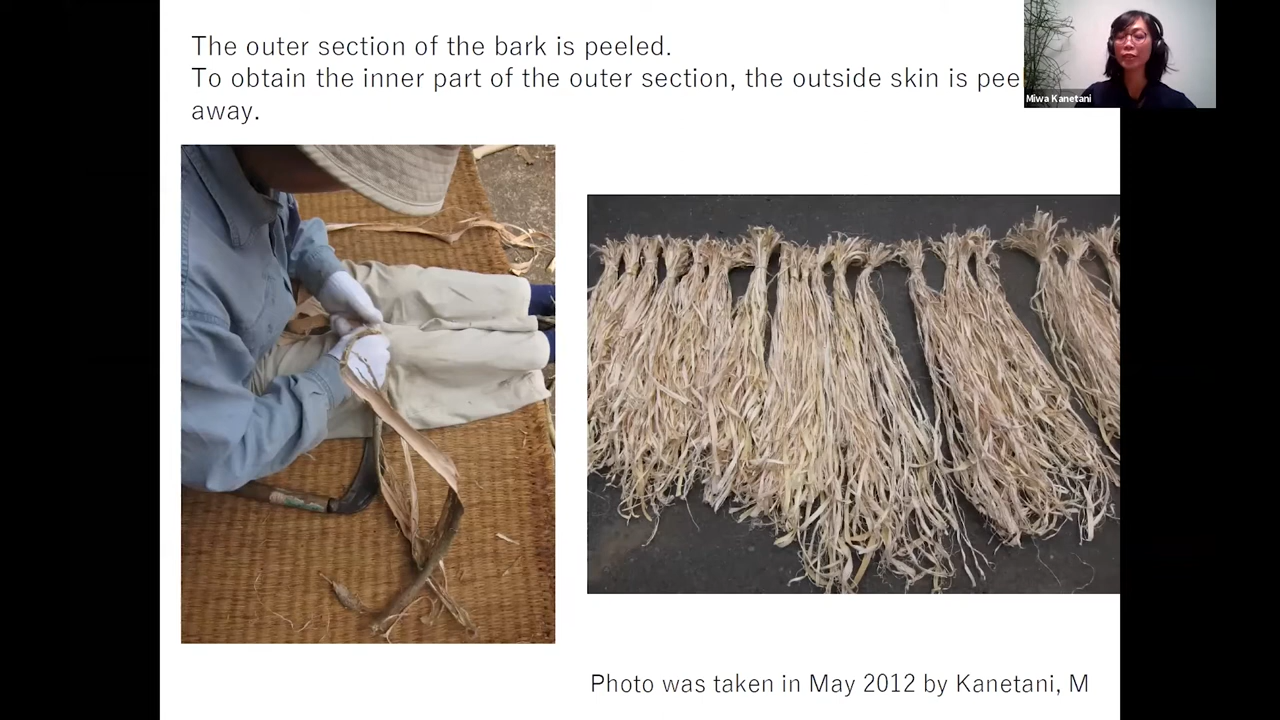 The outer section of the bark is peeled.
To obtain the inner part of the outer section, the outside skin is pee
away.
Miwa Kanetani
Photo was taken in May 2012 by Kanetani, M